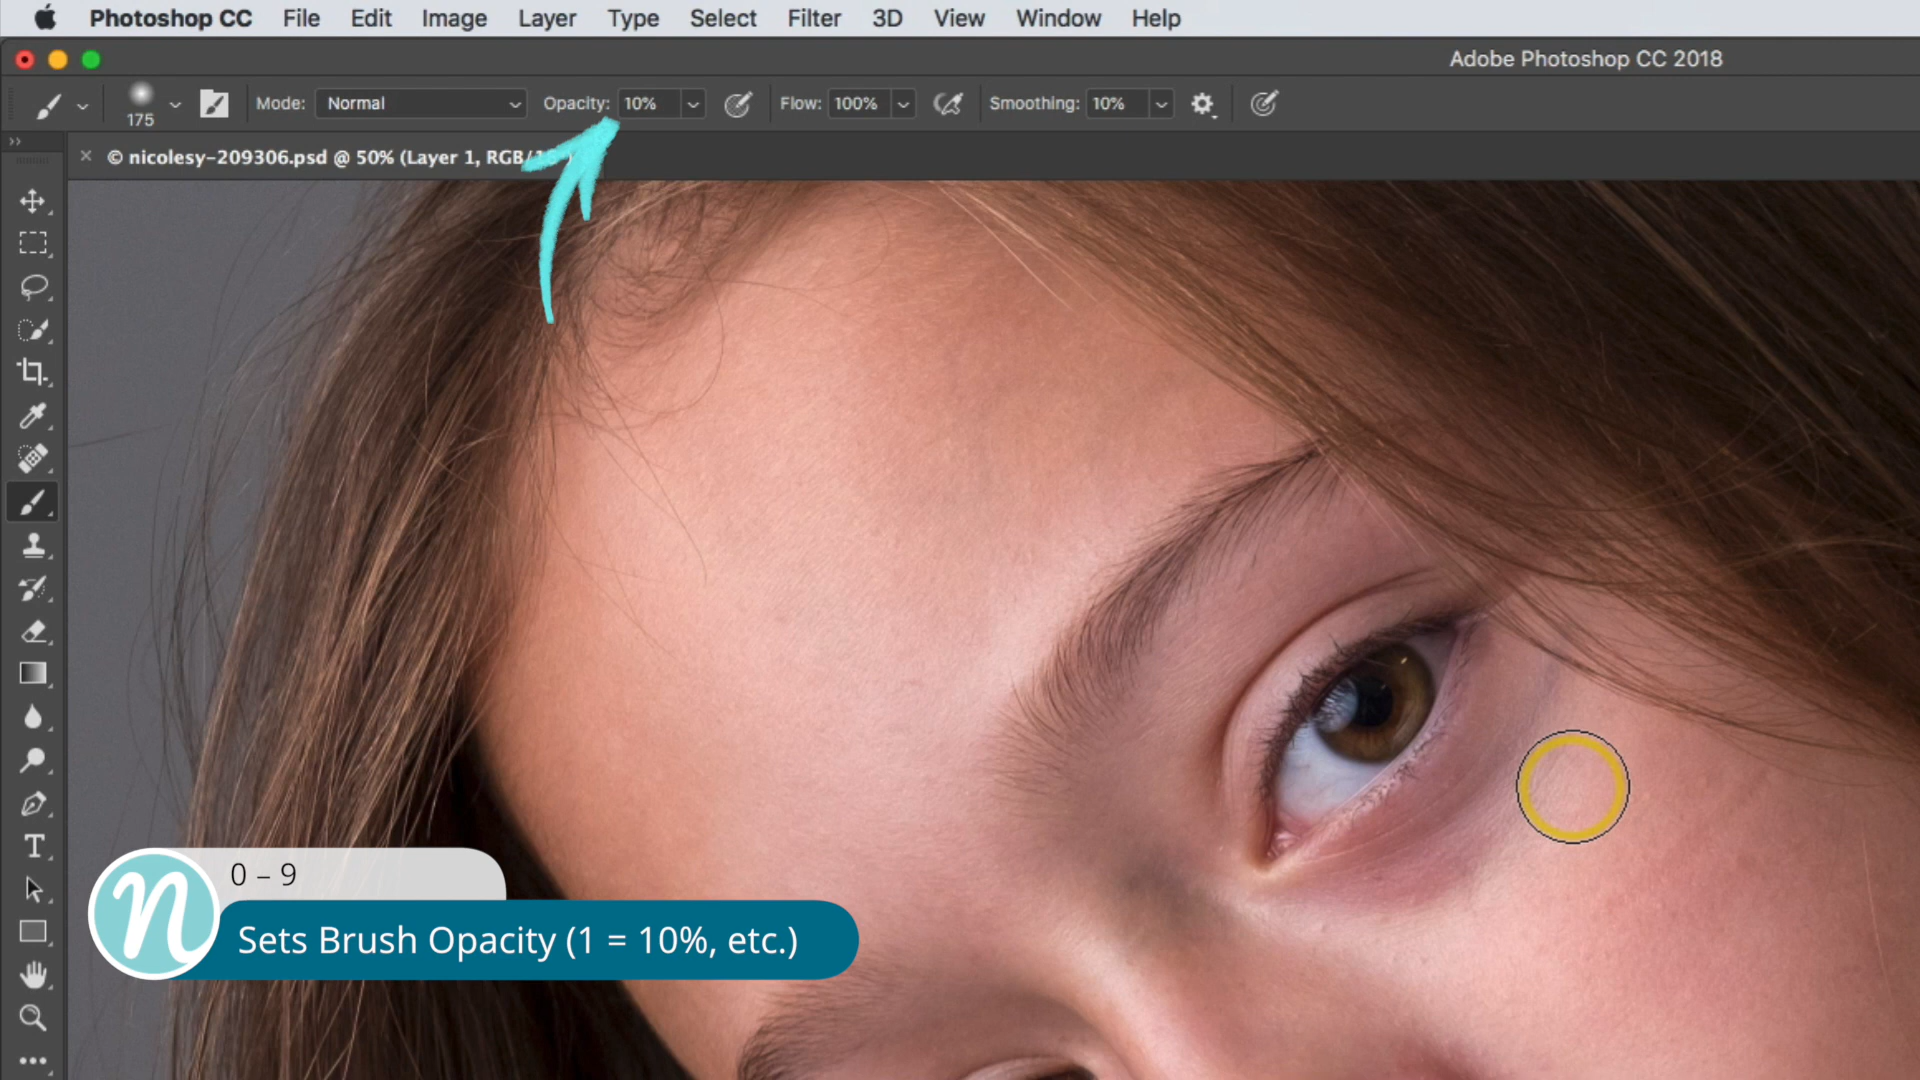 Photoshop CC File Edit Image Layer Type Select Filter 3D View Window Help
Adobe Photoshop CC 2018
175 Mode: Normal Opacity: 10% Flow: 100% Smoothing: 10%
© nicolesy-209306.psd @ 50% (Layer 1, RGB/
n
0 – 9
Sets Brush Opacity (1 = 10%, etc.)